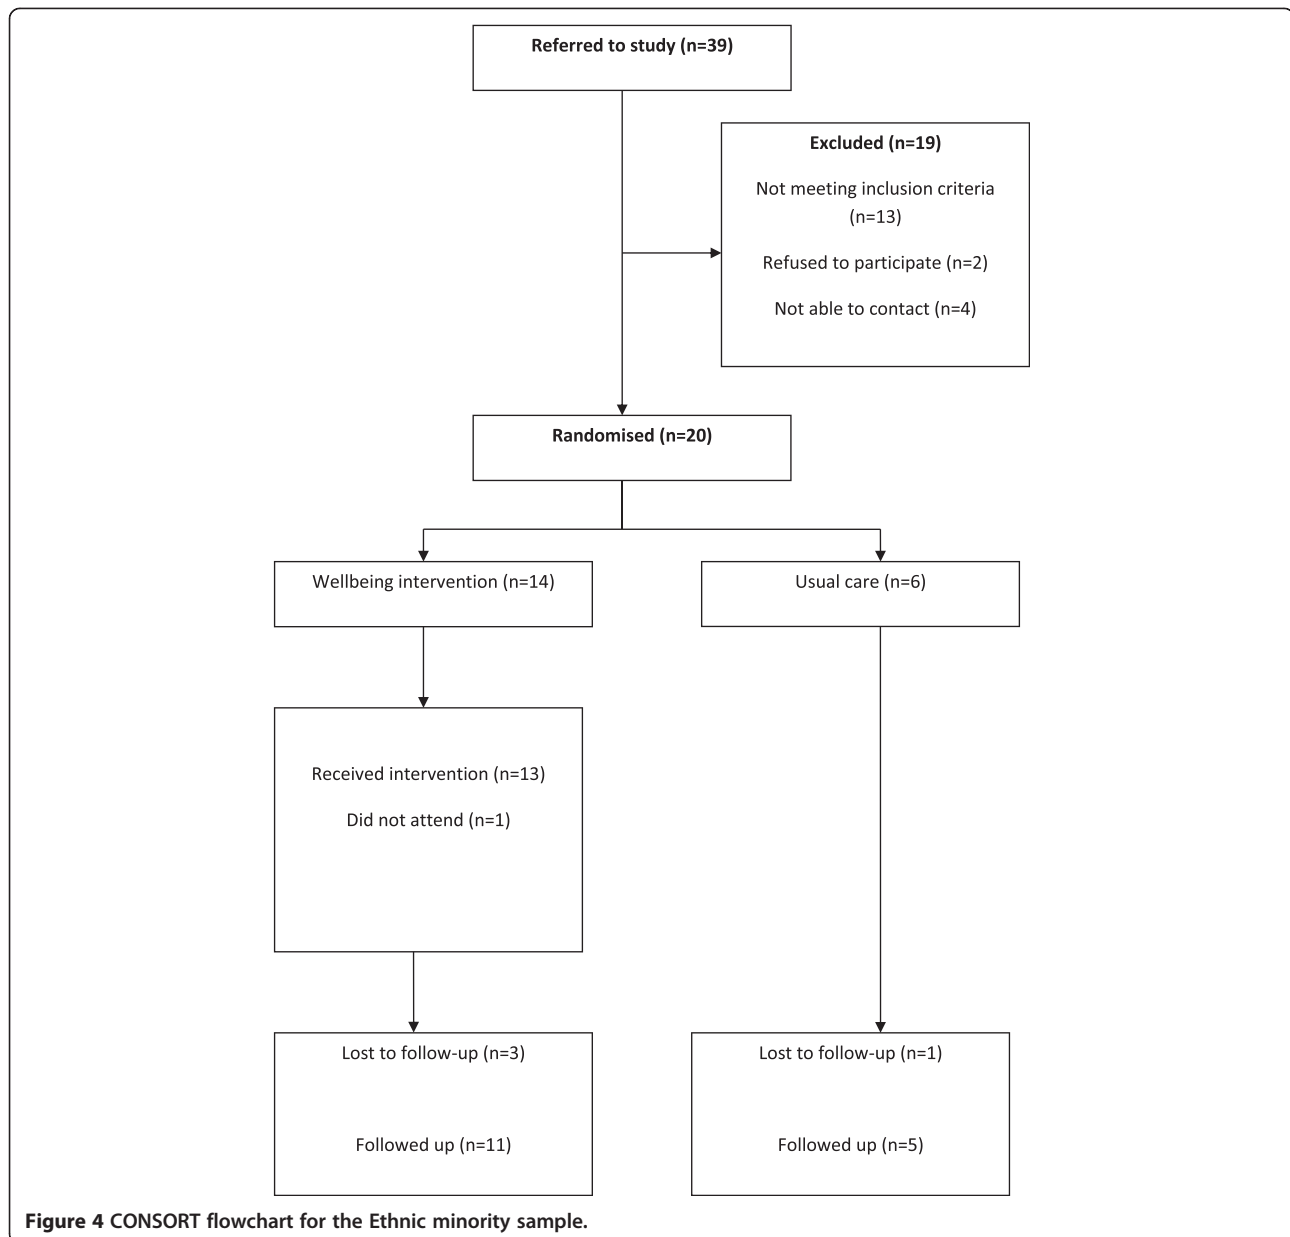 Referred to study (n=39)
Excluded (n=19)
Not meeting inclusion criteria
(n=13)
Refused to participate (n=2)
Not able to contact (n=4)
Randomised (n=20)
Wellbeing intervention (n=14)
Usual care (n=6)
Received intervention (n=13)
Did not attend (n=1)
Lost to follow-up (n=3)
Followed up (n=11)
Lost to follow-up (n=1)
Followed up (n=5)
Figure 4 CONSORT flowchart for the Ethnic minority sample.